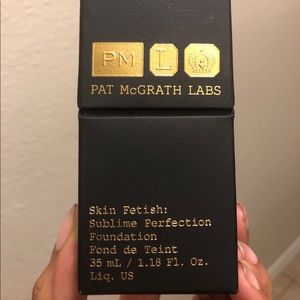 PM L
PAT McGRATH LABS
Skin Fetish:
Sublime Perfection
Foundation
Fond de Teint
35 mL / 1.18 Fl. Oz.
Liq. US